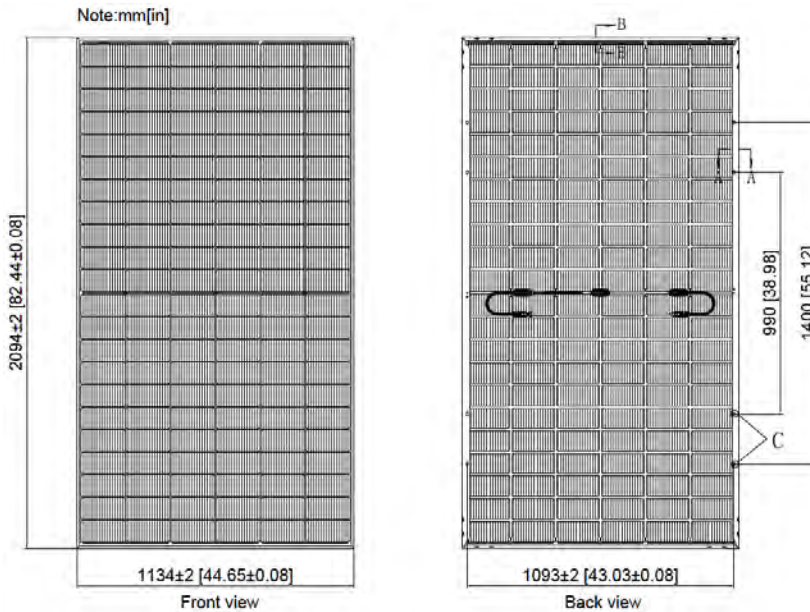 Note:mm[in]
B
B
A
A
2094±2 [82.44±0.08]
990 [38.98]
1400 [55.12]
C
1134±2 [44.65±0.08]
1093±2 [43.03±0.08]
Front view
Back view